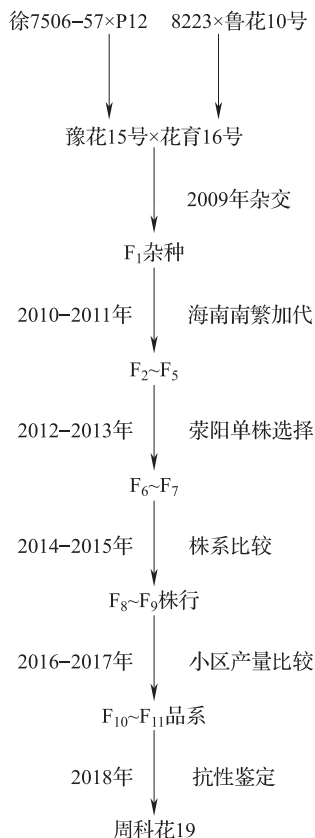 徐7506–57×P12 8223×鲁花10号
豫花15号×花育16号
2009年杂交
F₁杂种
2010–2011年 海南南繁加代
F₂~F₅
2012–2013年 荥阳单株选择
F₆~F₇
2014–2015年 株系比较
F₈~F₉株行
2016–2017年 小区产量比较
F₁₀~F₁₁品系
2018年 抗性鉴定
周科花19